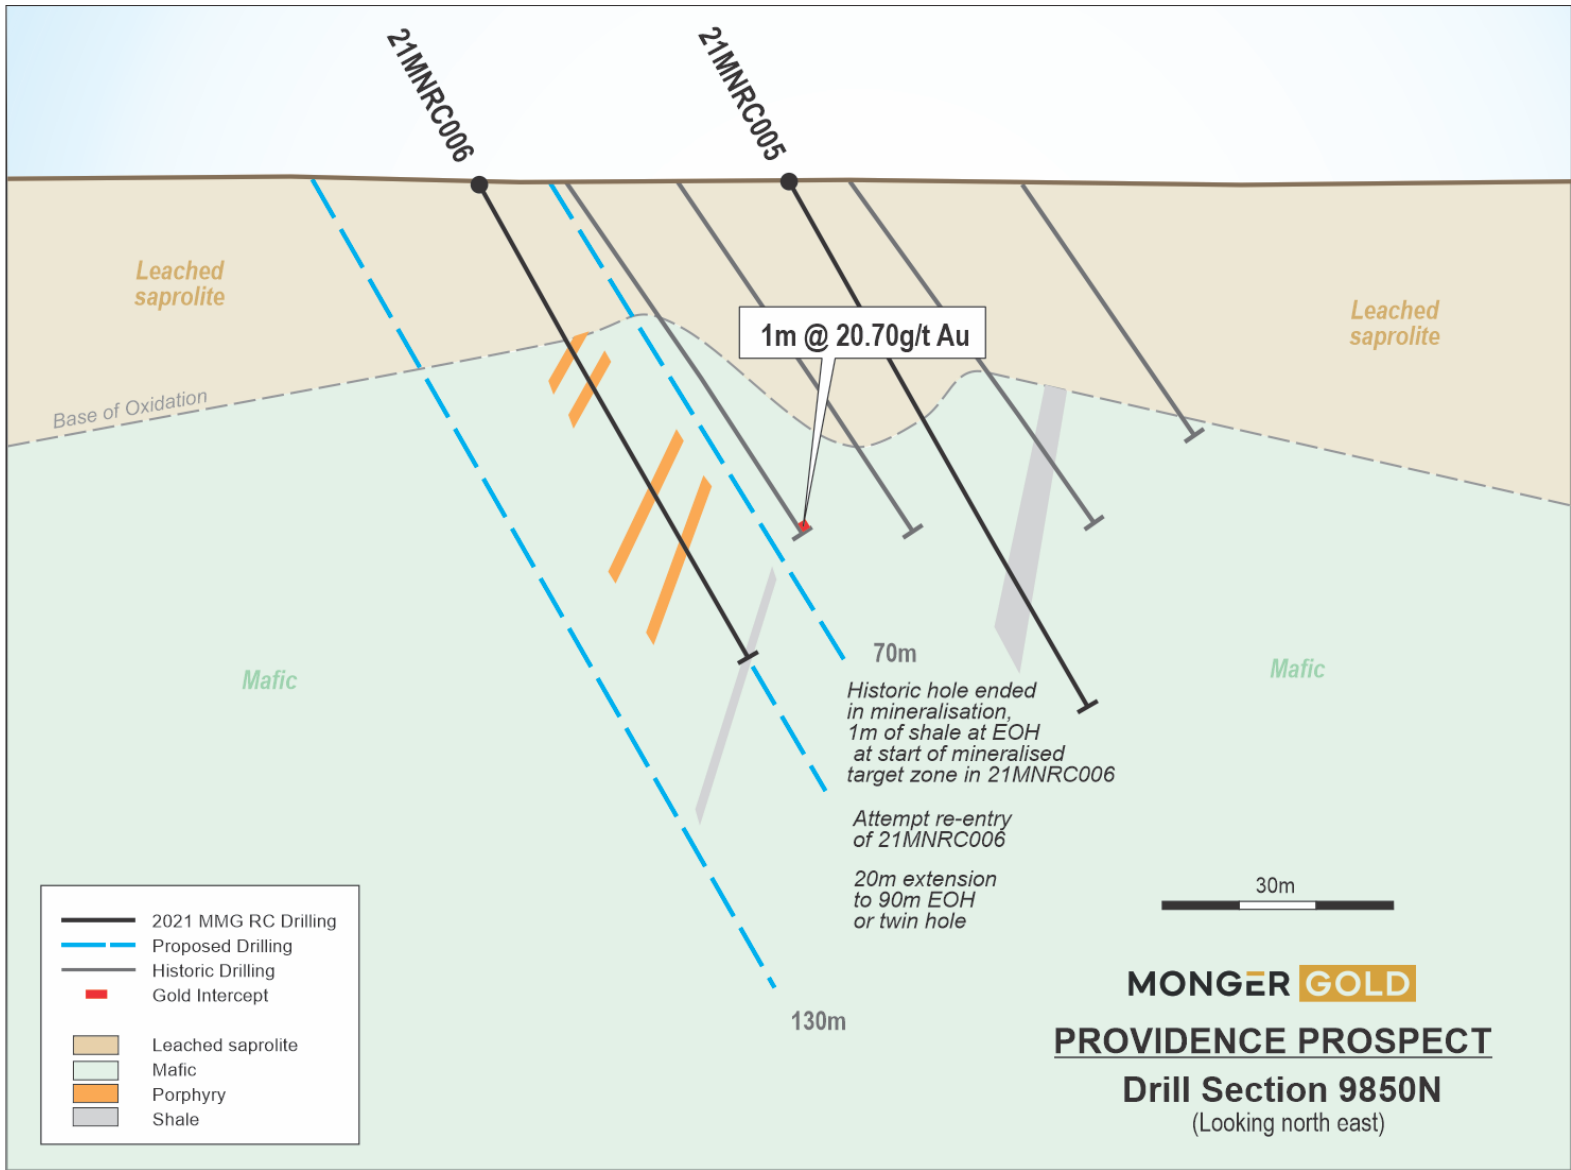 21MNRC006
21MNRC005
Leached
saprolite
Leached
saprolite
1m @ 20.70g/t Au
Base of Oxidation
Mafic
Mafic
70m
Historic hole ended
in mineralisation,
1m of shale at EOH
at start of mineralised
target zone in 21MNRC006
Attempt re-entry
of 21MNRC006
20m extension
to 90m EOH
or twin hole
130m
30m
2021 MMG RC Drilling
Proposed Drilling
Historic Drilling
Gold Intercept
Leached saprolite
Mafic
Porphyry
Shale
MONGER GOLD
PROVIDENCE PROSPECT
Drill Section 9850N
(Looking north east)